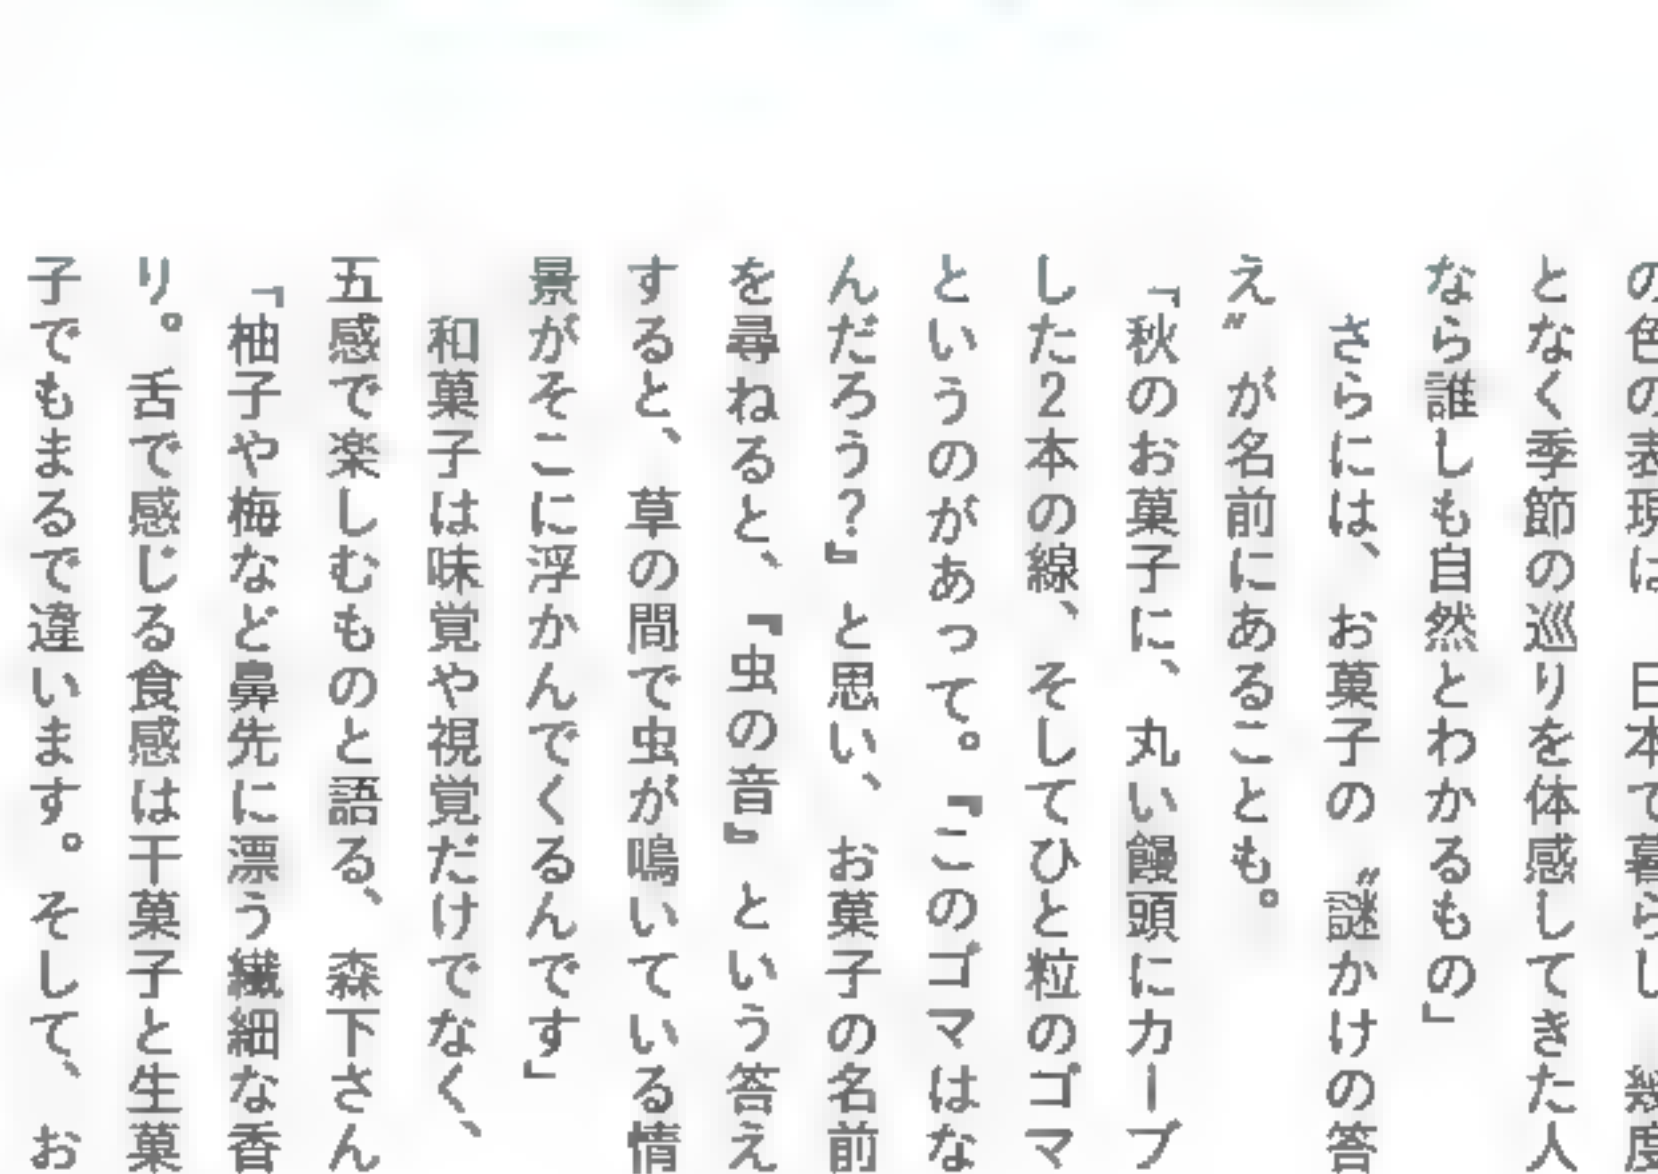 の色の表現は、日本で暮らし、幾度
となく季節の巡りを体感してきた人
なら誰しも自然とわかるもの」
さらには、お菓子の〝謎かけの答
え〟が名前にあることも。
「秋のお菓子に、丸い饅頭にカーブ
した2本の線、そしてひと粒のゴマ
というのがあって。『このゴマはな
んだろう?』と思い、お菓子の名前
を尋ねると、『虫の音』という答え
すると、草の間で虫が鳴いている情
景がそこに浮かんでくるんです」
和菓子は味覚や視覚だけでなく、
五感で楽しむものと語る、森下さん
「柚子や梅など鼻先に漂う繊細な香
り。舌で感じる食感は干菓子と生菓
子でもまるで違います。そして、お